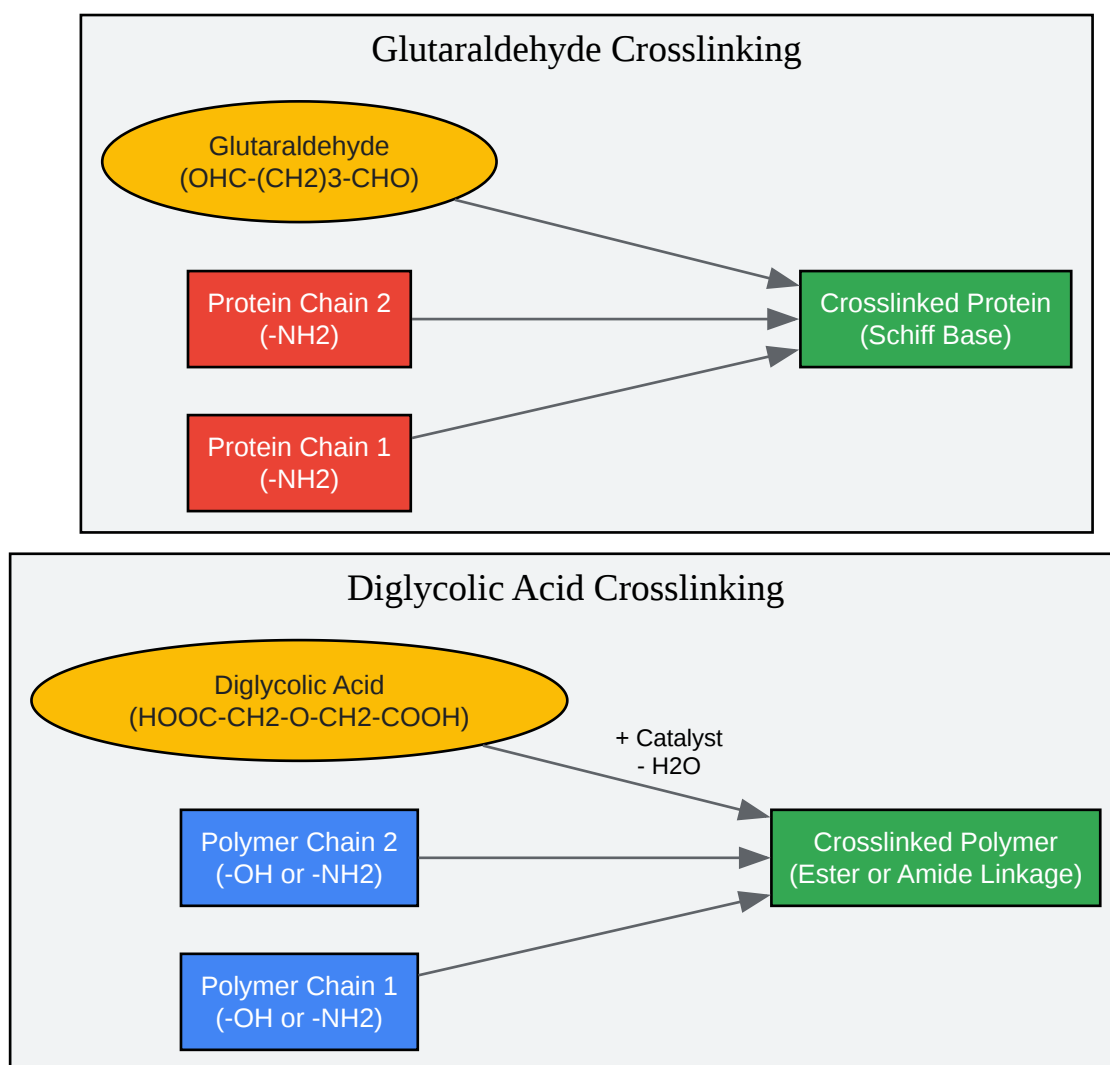 Glutaraldehyde Crosslinking
Glutaraldehyde
(OHC-(CH2)3-CHO)
Protein Chain 2
(-NH2)
Crosslinked Protein
(Schiff Base)
Protein Chain 1
(-NH2)
Diglycolic Acid Crosslinking
Diglycolic Acid
(HOOC-CH2-O-CH2-COOH)
+ Catalyst
- H2O
Polymer Chain 2
(-OH or -NH2)
Crosslinked Polymer
(Ester or Amide Linkage)
Polymer Chain 1
(-OH or -NH2)